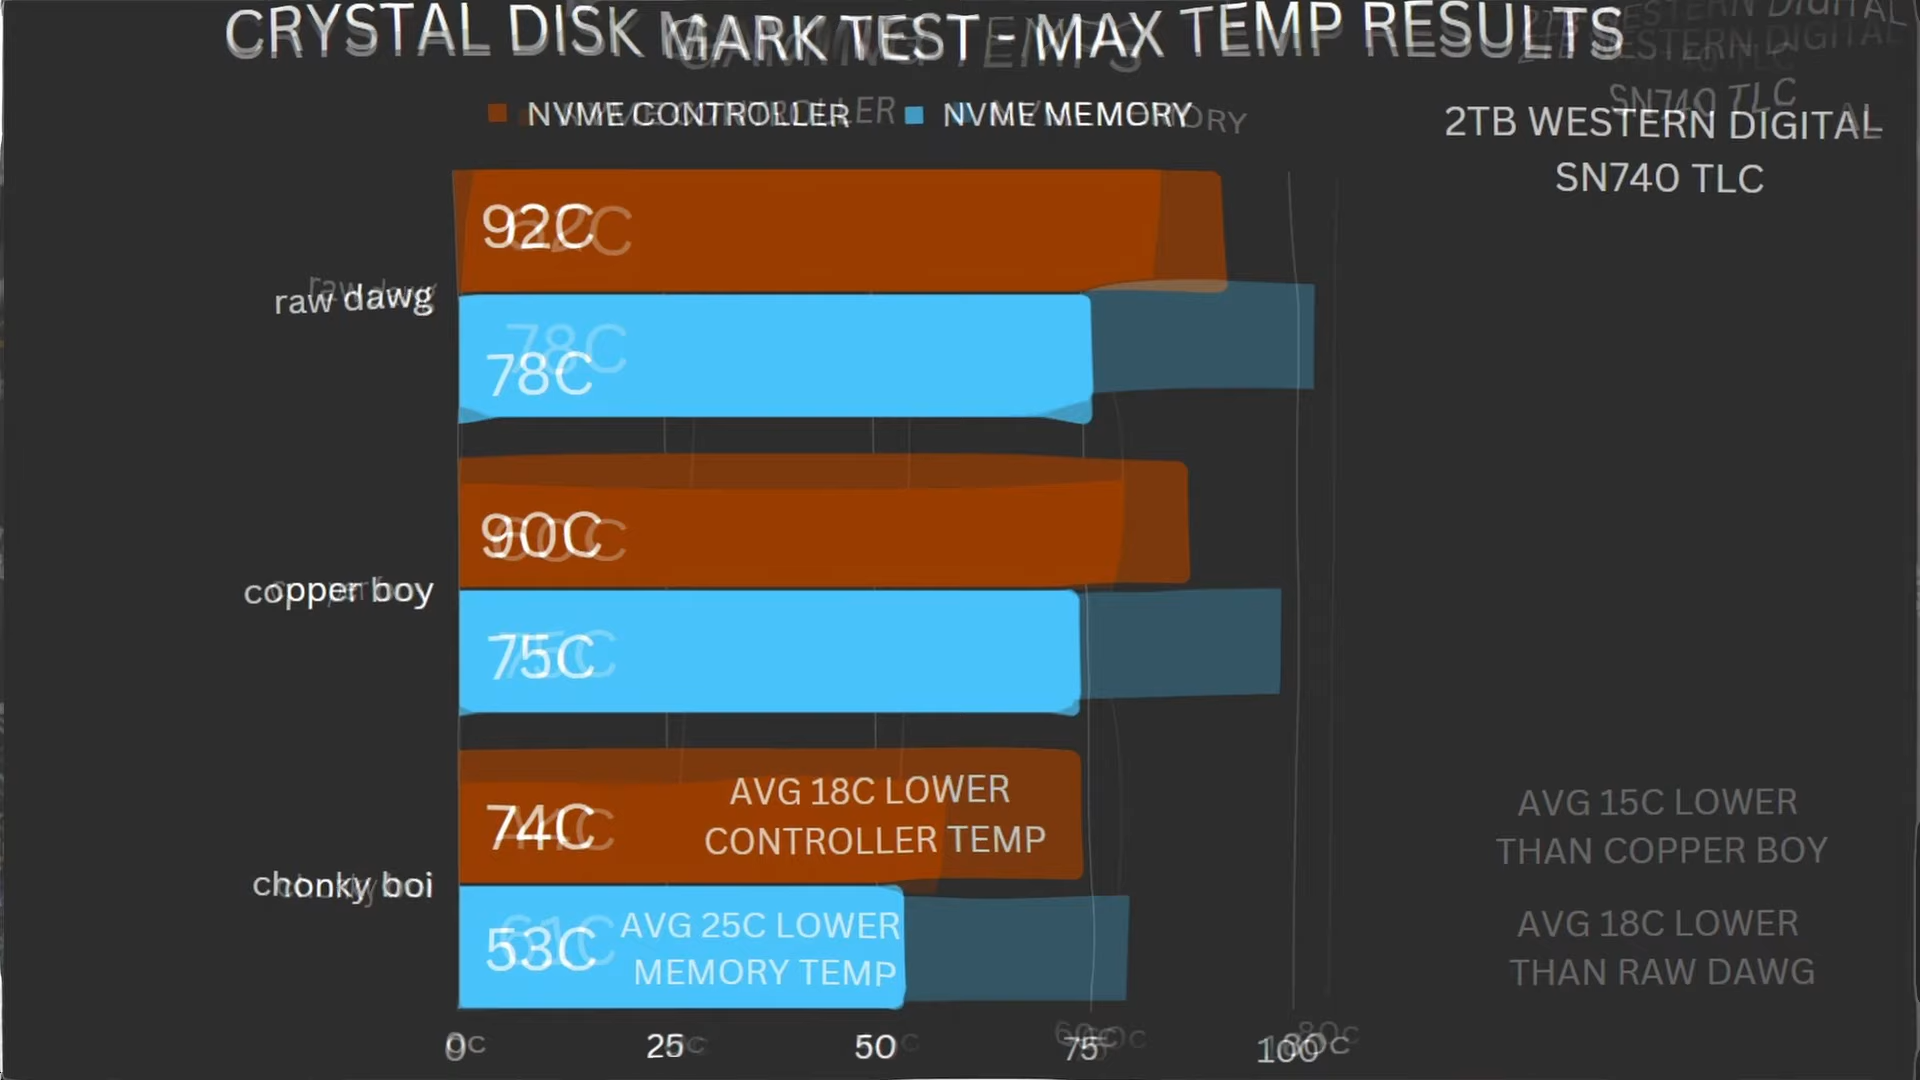 CRYSTAL DISK MARK TEST - MAX TEMP RESULTS
NVME CONTROLLER NVME MEMORY
2TB WESTERN DIGITAL
SN740 TLC
92C
raw dawg
78C
90C
copper boy
75C
74C
AVG 18C LOWER
CONTROLLER TEMP
chonky boi
53C
AVG 25C LOWER
MEMORY TEMP
AVG 15C LOWER
THAN COPPER BOY
AVG 18C LOWER
THAN RAW DAWG
0 25 50 75 100